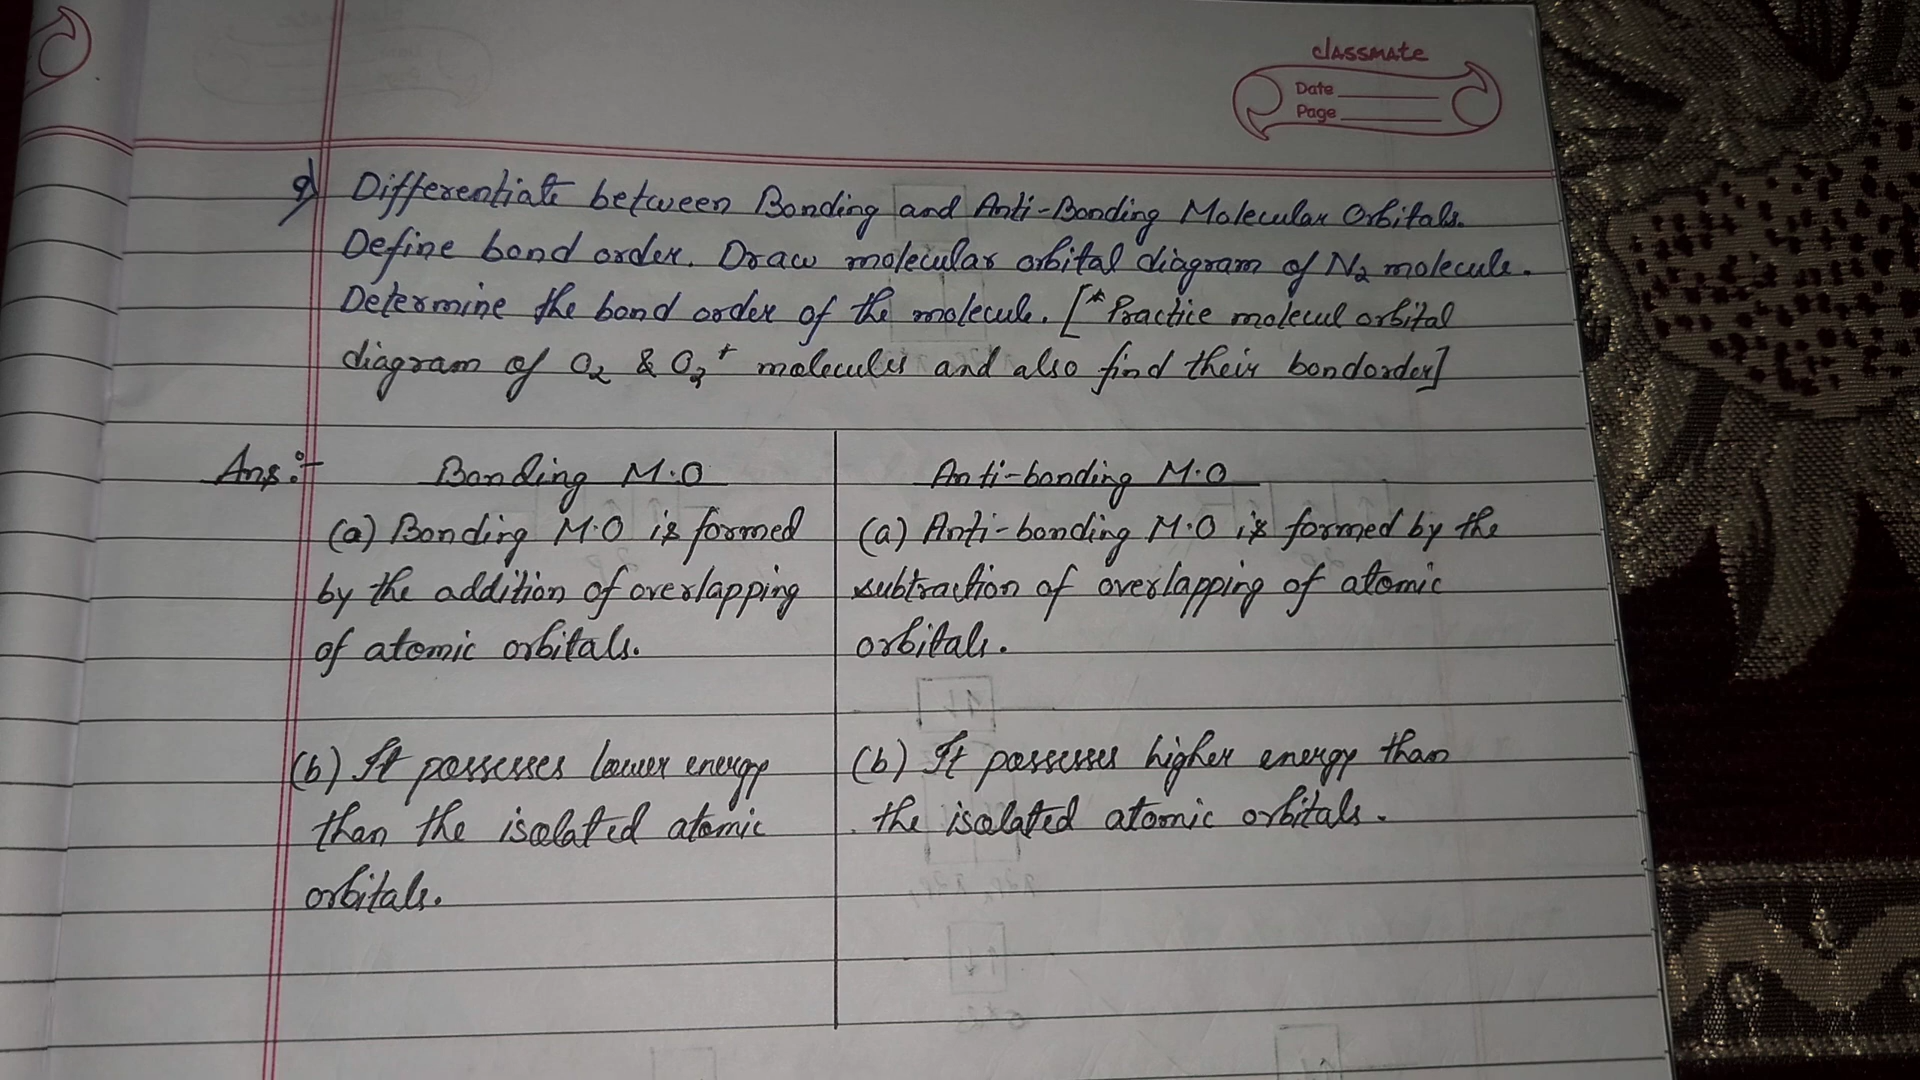 classmate
Date
Page
9) Differentiate between Bonding and Anti-Bonding Molecular Orbitals.
Define bond order. Draw molecular orbital diagram of N2 molecule.
Determine the bond order of the molecule. [* Practice molecul orbital
diagram of O2 & O2+ molecules and also find their bondorder]
Ans:- Bonding M.O
(a) Bonding M.O is formed
by the addition of overlapping
of atomic orbitals.
(b) It possesses lower energy
than the isolated atomic
orbitals.
Anti-bonding M.O
(a) Anti-bonding M.O is formed by the
subtraction of overlapping of atomic
orbitals.
(b) It possesses higher energy than
the isolated atomic orbitals.